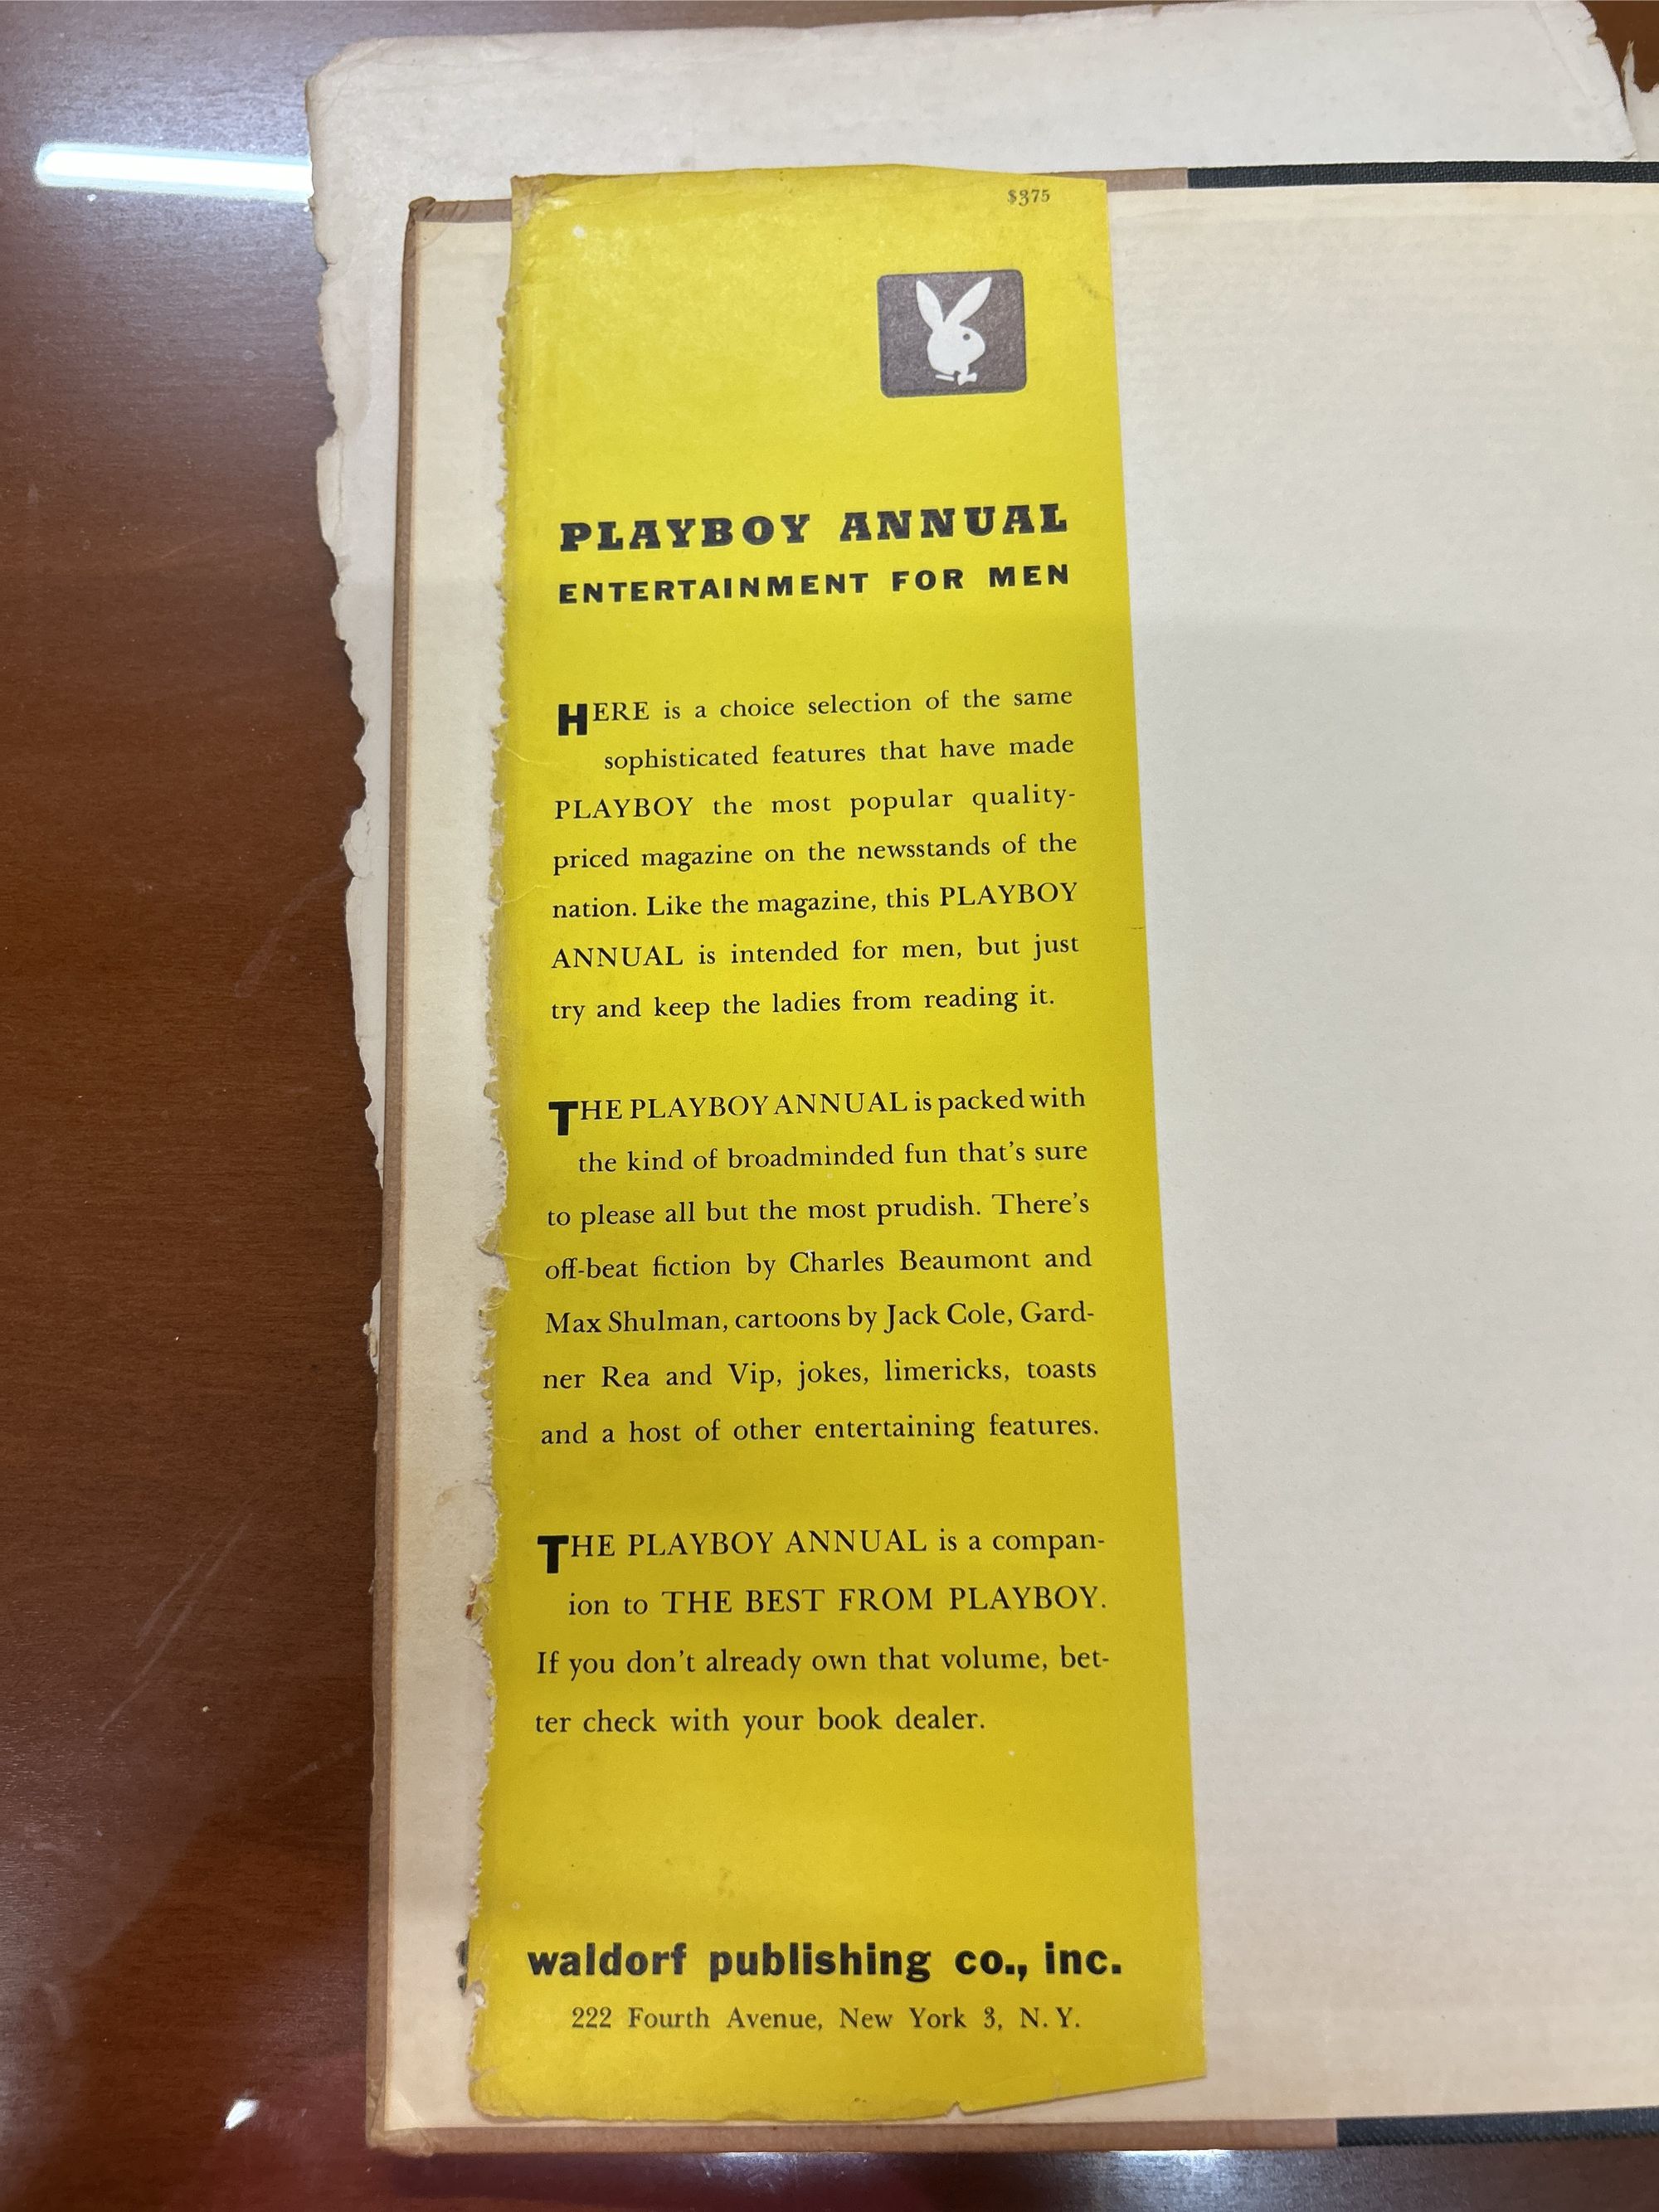 $375
PLAYBOY ANNUAL
ENTERTAINMENT FOR MEN
HERE is a choice selection of the same
sophisticated features that have made
PLAYBOY the most popular quality-
priced magazine on the newsstands of the
nation. Like the magazine, this PLAYBOY
ANNUAL is intended for men, but just
try and keep the ladies from reading it.
THE PLAYBOY ANNUAL is packed with
the kind of broadminded fun that's sure
to please all but the most prudish. There's
off-beat fiction by Charles Beaumont and
Max Shulman, cartoons by Jack Cole, Gard-
ner Rea and Vip, jokes, limericks, toasts
and a host of other entertaining features.
THE PLAYBOY ANNUAL is a compan-
ion to THE BEST FROM PLAYBOY.
If you don't already own that volume, bet-
ter check with your book dealer.
waldorf publishing co., inc.
222 Fourth Avenue, New York 3, N. Y.